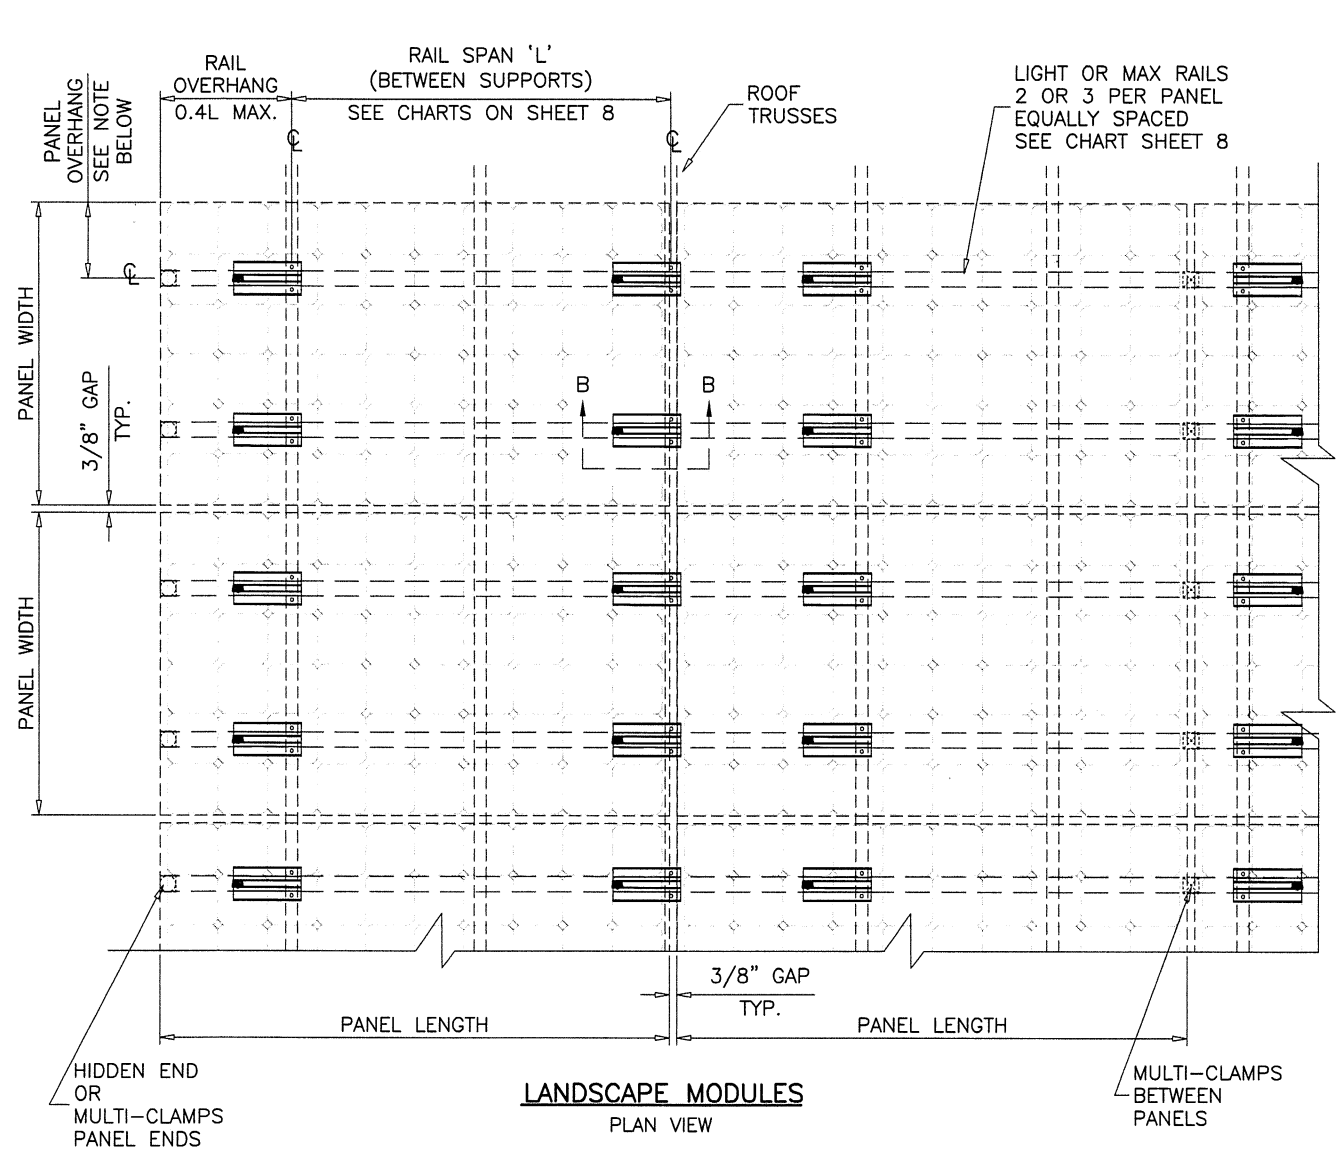 RAIL
OVERHANG
0.4L MAX.
RAIL SPAN 'L'
(BETWEEN SUPPORTS)
SEE CHARTS ON SHEET 8
ROOF
TRUSSES
LIGHT OR MAX RAILS
2 OR 3 PER PANEL
EQUALLY SPACED
SEE CHART SHEET 8
PANEL
OVERHANG
SEE NOTE
BELOW
℄
℄
℄
PANEL WIDTH
3/8" GAP
TYP.
B
B
PANEL WIDTH
3/8" GAP
TYP.
PANEL LENGTH
PANEL LENGTH
HIDDEN END
OR
MULTI-CLAMPS
PANEL ENDS
LANDSCAPE MODULES
PLAN VIEW
MULTI-CLAMPS
BETWEEN
PANELS